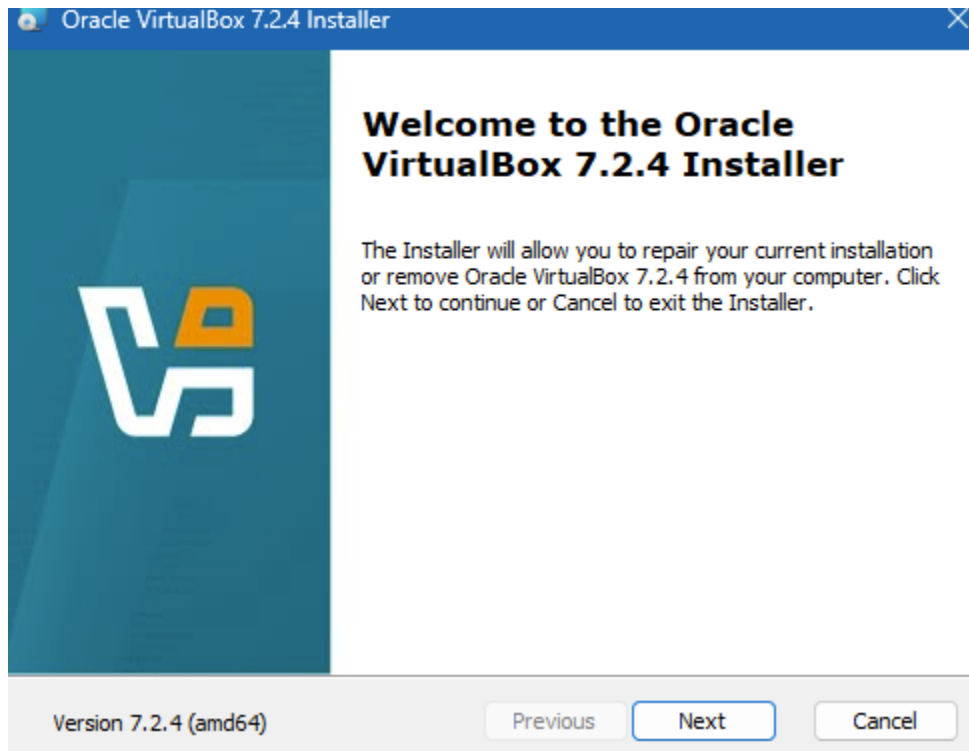 Oracle VirtualBox 7.2.4 Installer
Welcome to the Oracle
VirtualBox 7.2.4 Installer
The Installer will allow you to repair your current installation
or remove Oracle VirtualBox 7.2.4 from your computer. Click
Next to continue or Cancel to exit the Installer.
Version 7.2.4 (amd64)
Previous
Next
Cancel